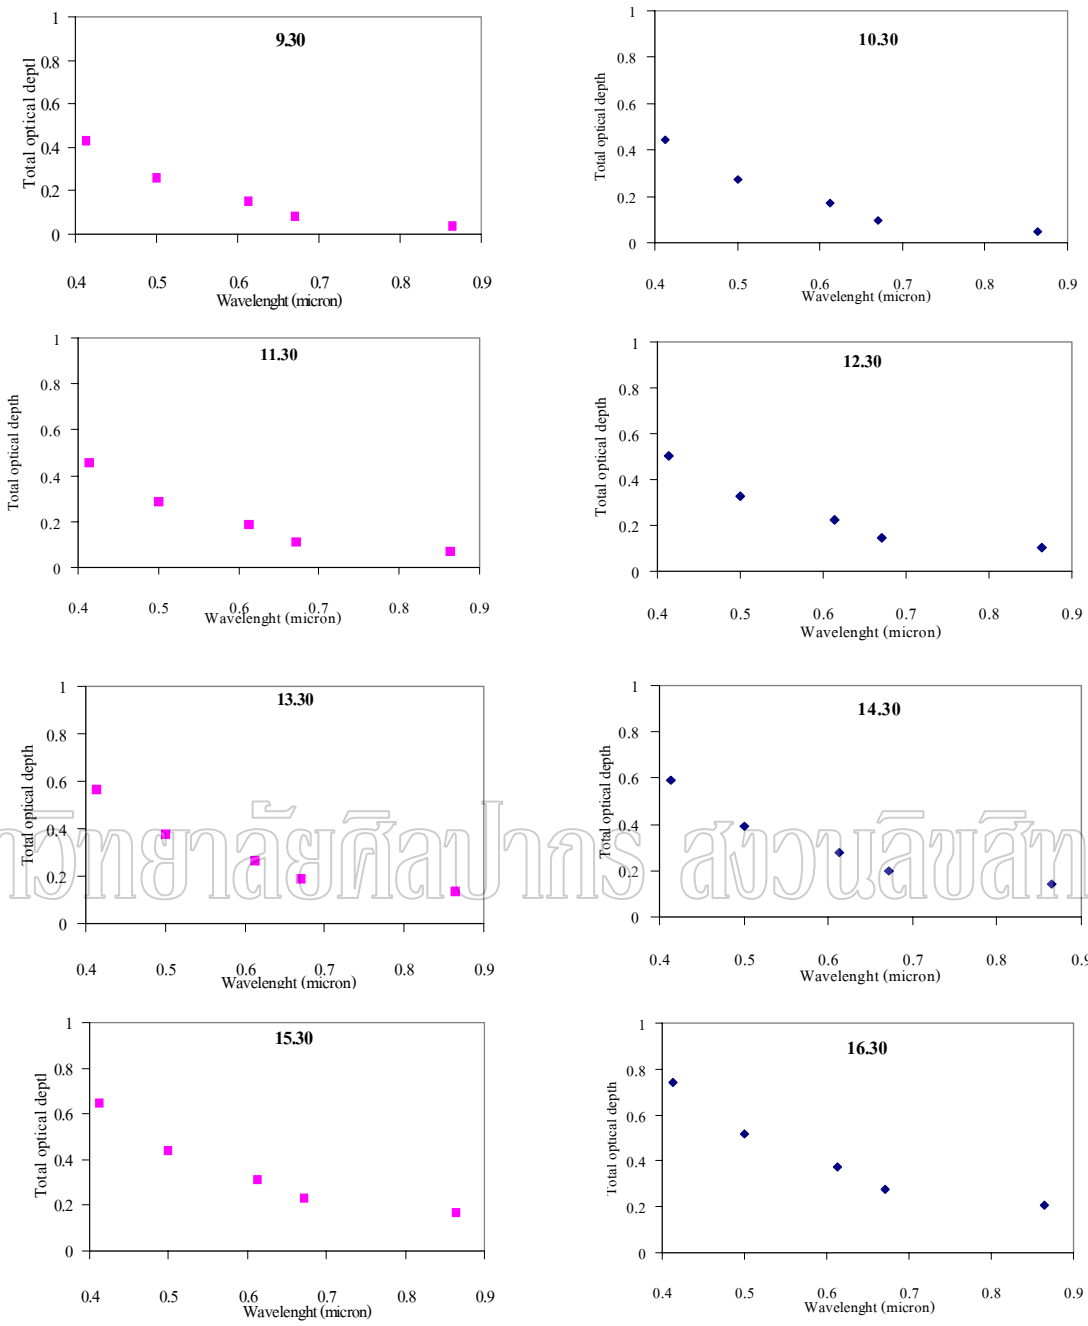 9.30
Total optical deptl
1
0.8
0.6
0.4
0.2
0
0.4 0.5 0.6 0.7 0.8 0.9
Wavelenght (micron)
10.30
Total optical depth
1
0.8
0.6
0.4
0.2
0
0.4 0.5 0.6 0.7 0.8 0.9
Wavelenght (micron)
11.30
Total optical depth
1
0.8
0.6
0.4
0.2
0
0.4 0.5 0.6 0.7 0.8 0.9
Wavelenght (micron)
12.30
Total optical depth
1
0.8
0.6
0.4
0.2
0
0.4 0.5 0.6 0.7 0.8 0.9
Wavelenght (micron)
13.30
Total optical depth
1
0.8
0.6
0.4
0.2
0
0.4 0.5 0.6 0.7 0.8 0.9
Wavelenght (micron)
14.30
Total optical depth
1
0.8
0.6
0.4
0.2
0
0.4 0.5 0.6 0.7 0.8 0.9
Wavelenght (micron)
15.30
Total optical deptl
1
0.8
0.6
0.4
0.2
0
0.4 0.5 0.6 0.7 0.8 0.9
Wavelenght (micron)
16.30
Total optical depth
1
0.8
0.6
0.4
0.2
0
0.4 0.5 0.6 0.7 0.8 0.9
Wavelenght (micron)
าวิทยาลัยศิลปากร สงวนลิขสิท